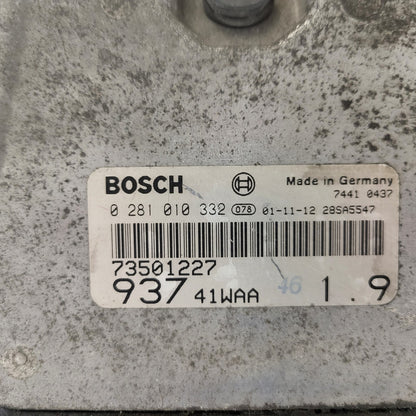 BOSCH Made in Germany
7441 0437
0 281 010 332 078 01-11-12 28SA5547
73501227
937 41WAA 46 1.9